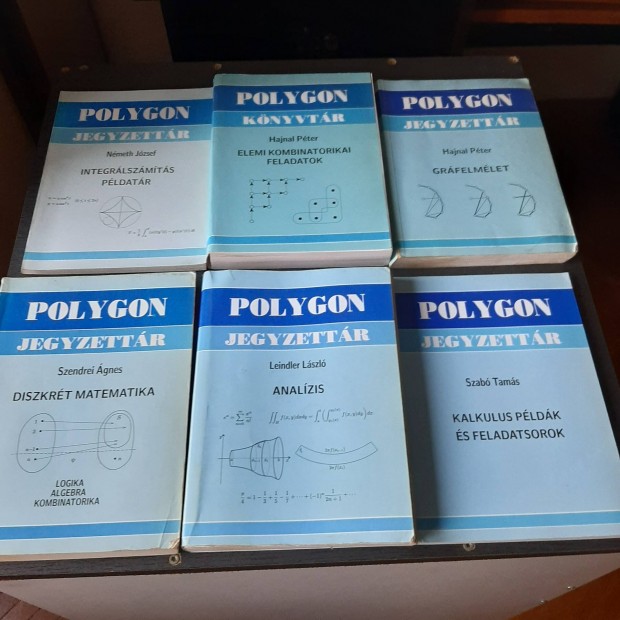 POLYGON
JEGYZETTÁR
Németh József
INTEGRÁLSZÁMÍTÁS
PÉLDATÁR
POLYGON
KÖNYVTÁR
Hajnal Péter
ELEMI KOMBINATORIKAI
FELADATOK
POLYGON
JEGYZETTÁR
Hajnal Péter
GRÁFELMÉLET
POLYGON
JEGYZETTÁR
Szendrei Ágnes
DISZKRÉT MATEMATIKA
LOGIKA
ALGEBRA
KOMBINATORIKA
POLYGON
JEGYZETTÁR
Leindler László
ANALÍZIS
POLYGON
JEGYZETTÁR
Szabó Tamás
KALKULUS PÉLDÁK
ÉS FELADATSOROK